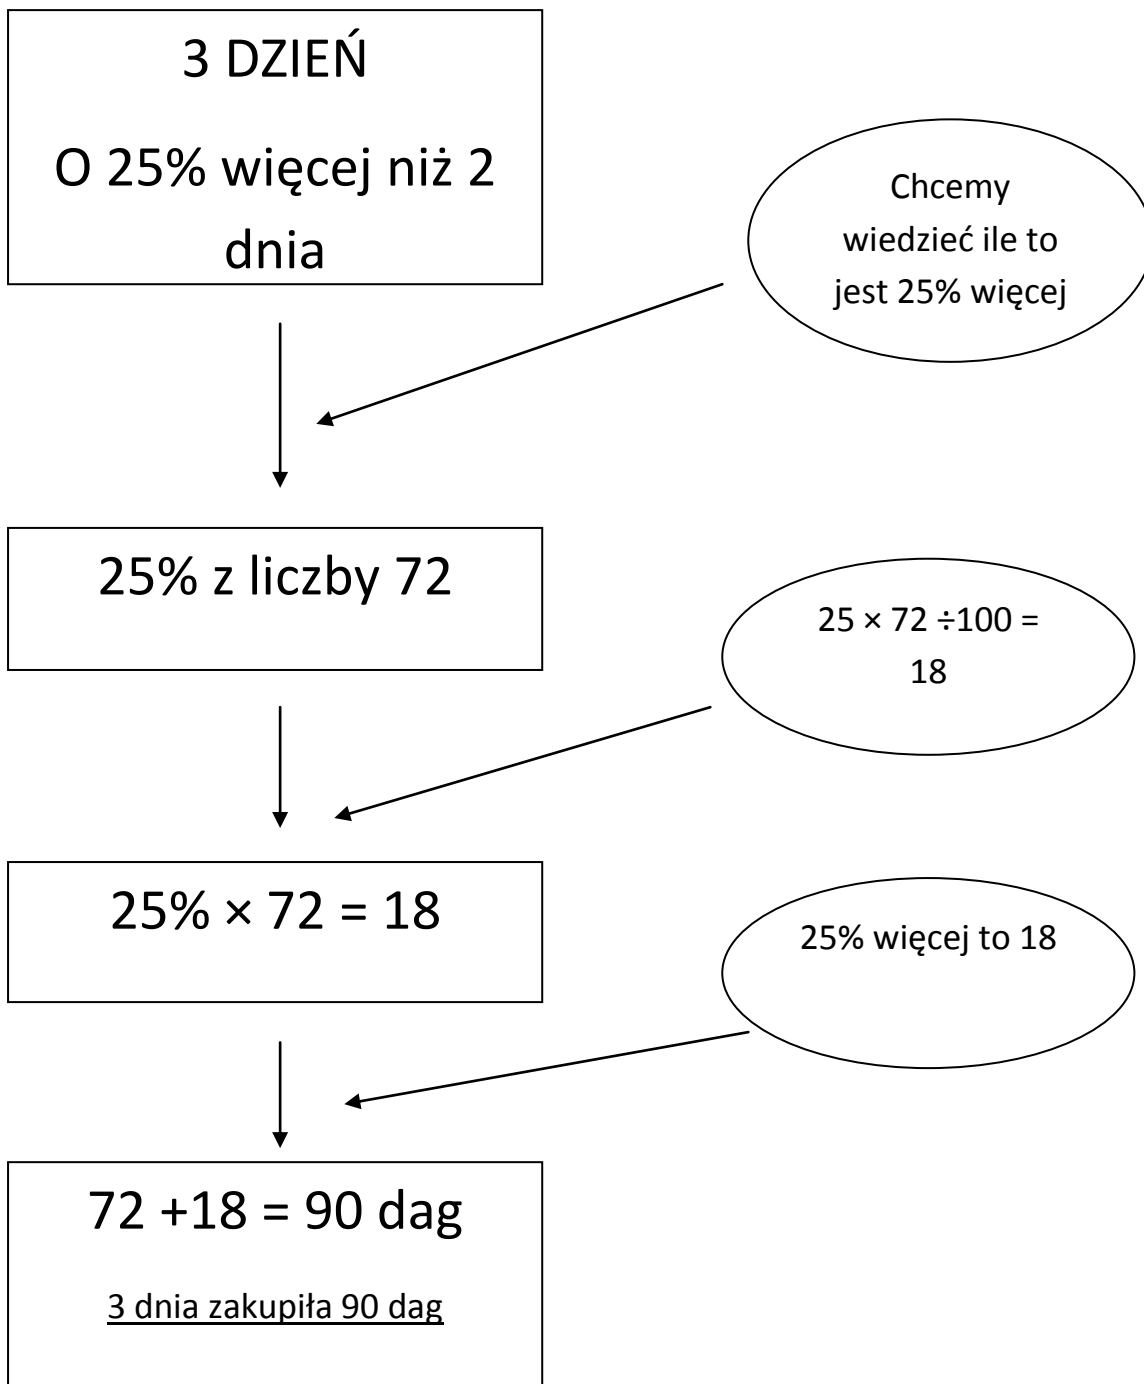 3 DZIEŃ
O 25% więcej niż 2
dnia
Chcemy
wiedzieć ile to
jest 25% więcej
25% z liczby 72
25 × 72 ÷100 =
18
25% × 72 = 18
25% więcej to 18
72 +18 = 90 dag
3 dnia zakupiła 90 dag